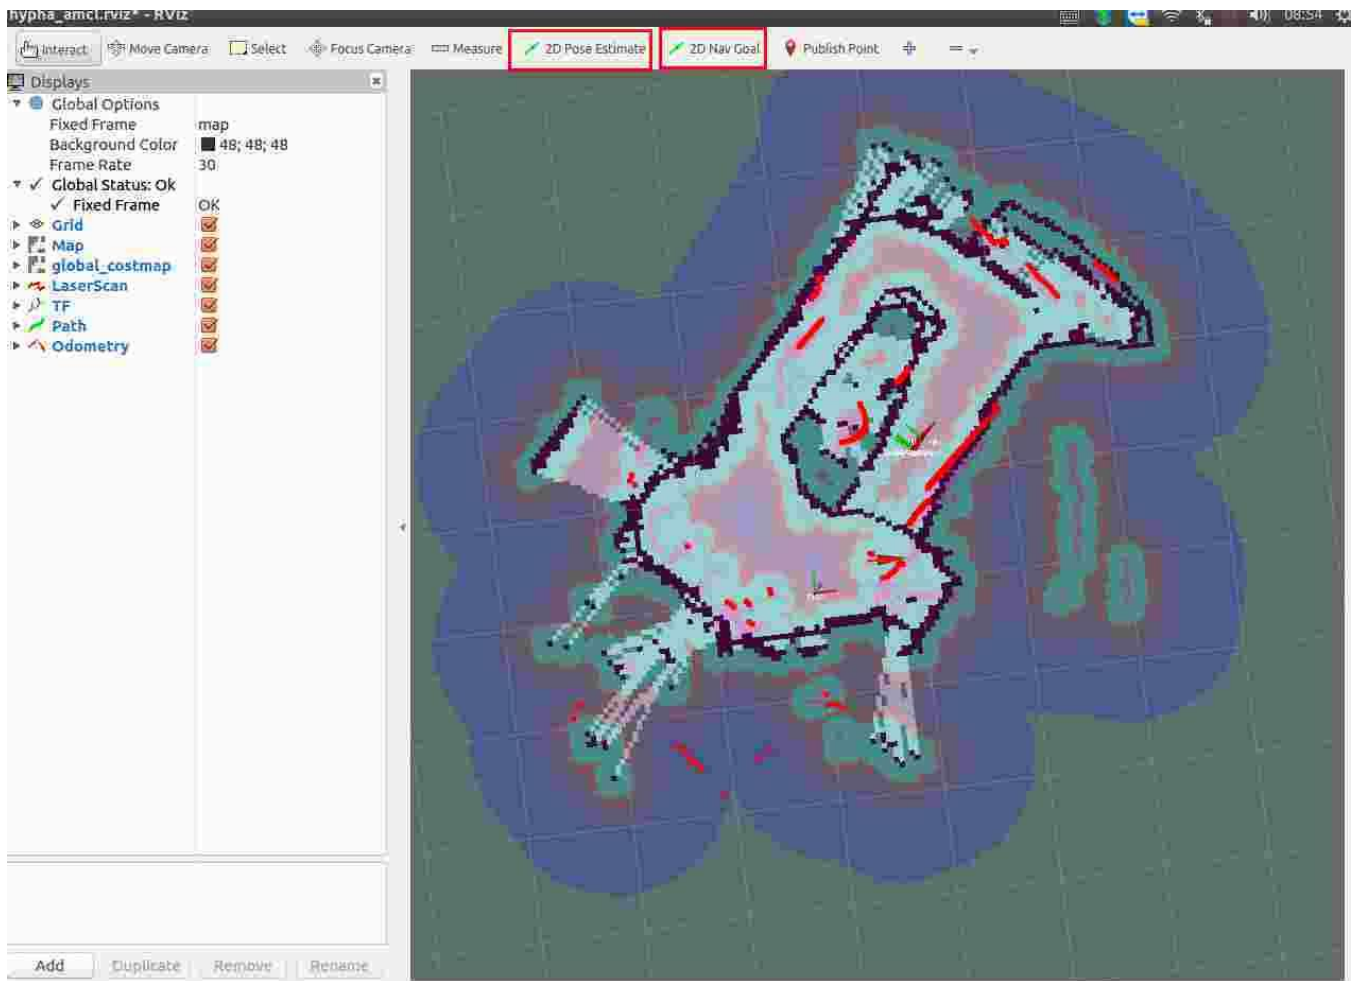 hypha_amcl.rviz* - RViz
08:54
Interact Move Camera Select Focus Camera Measure 2D Pose Estimate 2D Nav Goal Publish Point
Displays
Global Options
Fixed Frame map
Background Color 48; 48; 48
Frame Rate 30
Global Status: Ok
Fixed Frame OK
Grid
Map
global_costmap
LaserScan
TF
Path
Odometry
Add Duplicate Remove Rename